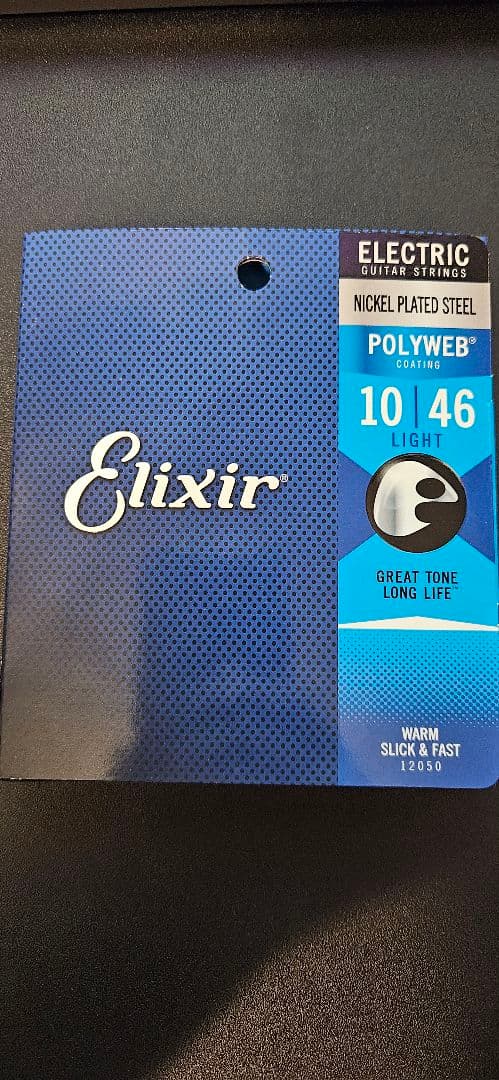 Elixir®
ELECTRIC
GUITAR STRINGS
NICKEL PLATED STEEL
POLYWEB®
COATING
10 | 46
LIGHT
GREAT TONE
LONG LIFE™
WARM
SLICK & FAST
12050